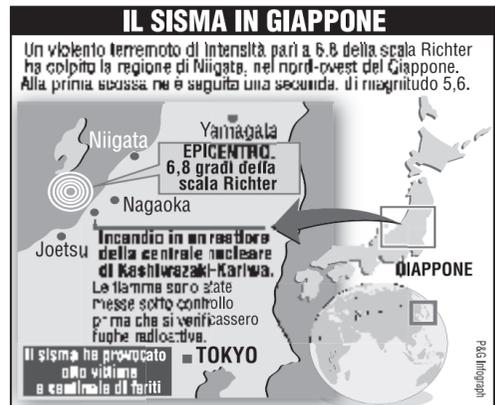 IL SISMA IN GIAPPONE
Un violento terremoto di intensità pari a 6.8 della scala Richter
ha colpito la regione di Niigata, nel nord-ovest del Giappone.
Alla prima scossa ne è seguita una seconda, di magnitudo 5,6.
Niigata
Yamagata
EPICENTRO
6,8 gradi della
scala Richter
Nagaoka
Joetsu
Incendio in un reattore
della centrale nucleare
di Kashiwazaki-Kariwa.
Le fiamme sono state
messe sotto controllo
prima che si verificassero
fughe radioattive.
GIAPPONE
Il sisma ha provocato
otto vittime
e centinaia di feriti
TOKYO
P&G Infograph